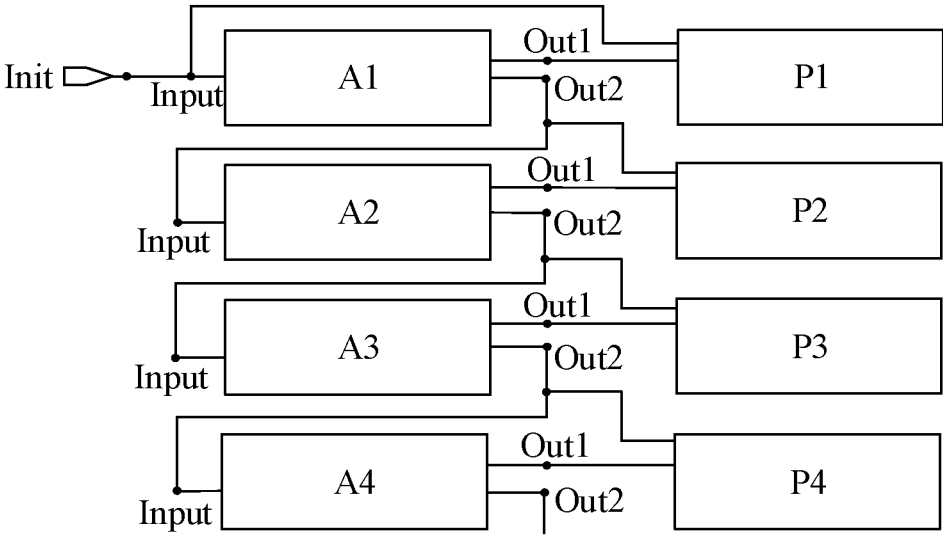 Out1
Init
Input
A1
P1
Out2
Out1
A2
P2
Input
Out2
Out1
A3
P3
Input
Out2
Out1
A4
P4
Input
Out2